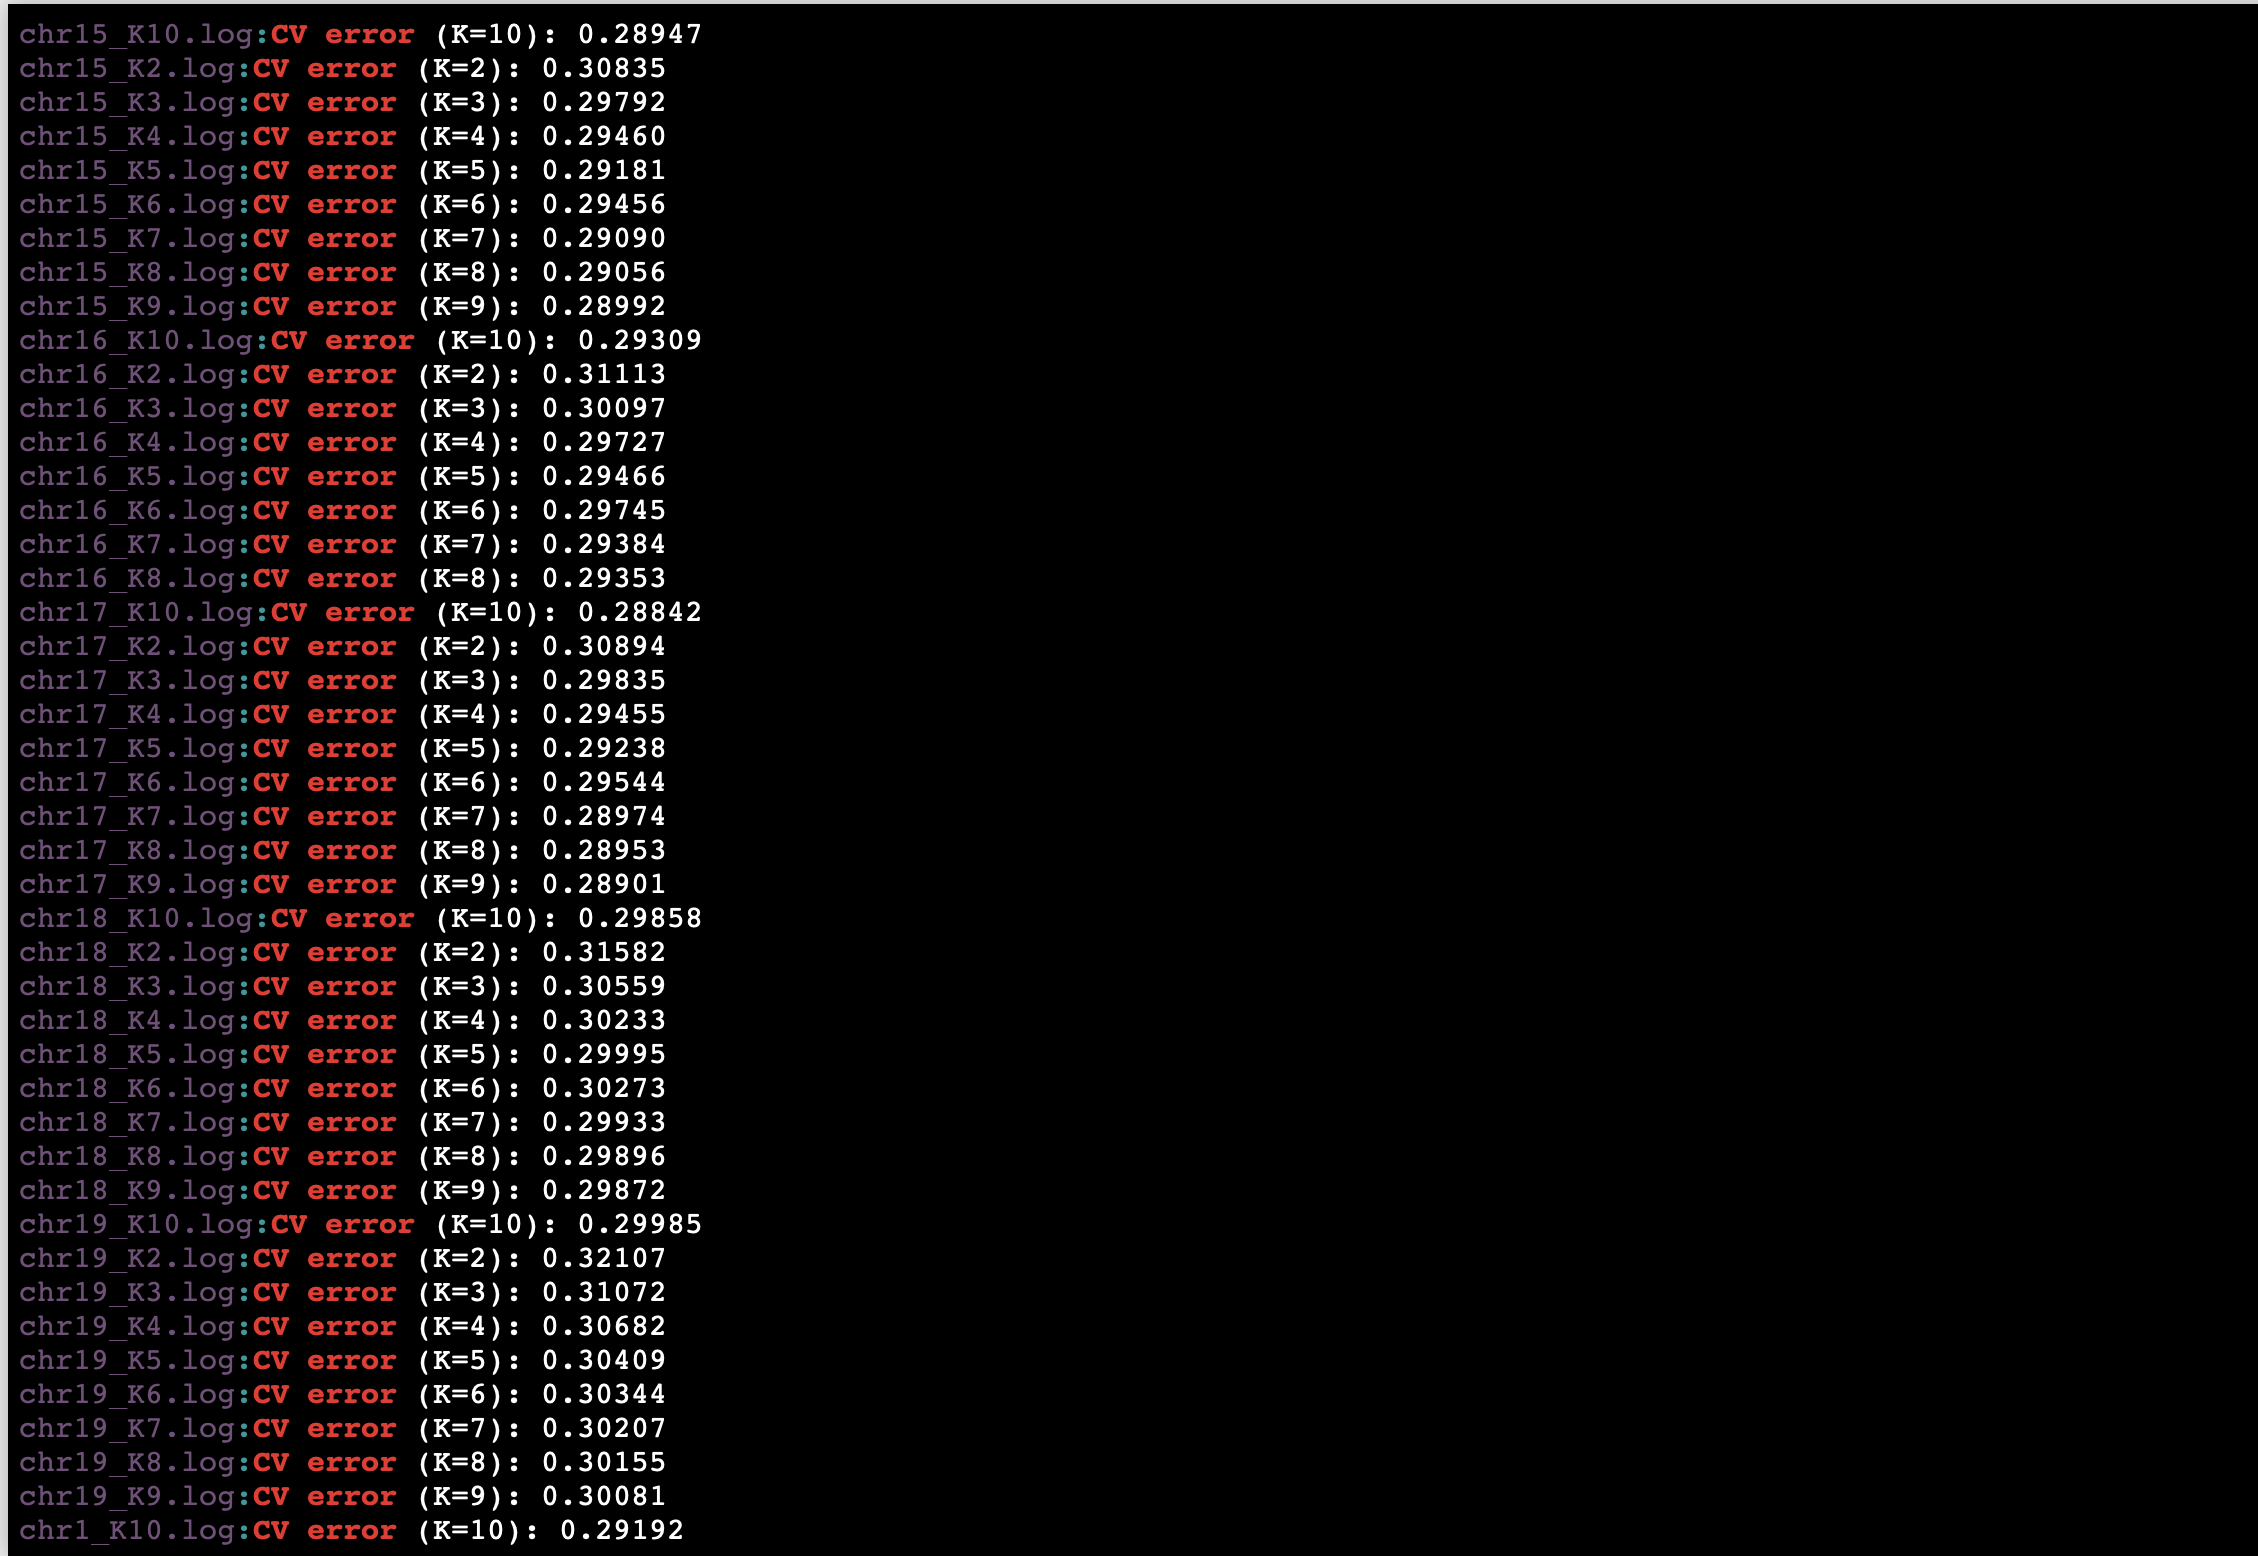 chr15_K10.log:CV error (K=10): 0.28947
chr15_K2.log:CV error (K=2): 0.30835
chr15_K3.log:CV error (K=3): 0.29792
chr15_K4.log:CV error (K=4): 0.29460
chr15_K5.log:CV error (K=5): 0.29181
chr15_K6.log:CV error (K=6): 0.29456
chr15_K7.log:CV error (K=7): 0.29090
chr15_K8.log:CV error (K=8): 0.29056
chr15_K9.log:CV error (K=9): 0.28992
chr16_K10.log:CV error (K=10): 0.29309
chr16_K2.log:CV error (K=2): 0.31113
chr16_K3.log:CV error (K=3): 0.30097
chr16_K4.log:CV error (K=4): 0.29727
chr16_K5.log:CV error (K=5): 0.29466
chr16_K6.log:CV error (K=6): 0.29745
chr16_K7.log:CV error (K=7): 0.29384
chr16_K8.log:CV error (K=8): 0.29353
chr17_K10.log:CV error (K=10): 0.28842
chr17_K2.log:CV error (K=2): 0.30894
chr17_K3.log:CV error (K=3): 0.29835
chr17_K4.log:CV error (K=4): 0.29455
chr17_K5.log:CV error (K=5): 0.29238
chr17_K6.log:CV error (K=6): 0.29544
chr17_K7.log:CV error (K=7): 0.28974
chr17_K8.log:CV error (K=8): 0.28953
chr17_K9.log:CV error (K=9): 0.28901
chr18_K10.log:CV error (K=10): 0.29858
chr18_K2.log:CV error (K=2): 0.31582
chr18_K3.log:CV error (K=3): 0.30559
chr18_K4.log:CV error (K=4): 0.30233
chr18_K5.log:CV error (K=5): 0.29995
chr18_K6.log:CV error (K=6): 0.30273
chr18_K7.log:CV error (K=7): 0.29933
chr18_K8.log:CV error (K=8): 0.29896
chr18_K9.log:CV error (K=9): 0.29872
chr19_K10.log:CV error (K=10): 0.29985
chr19_K2.log:CV error (K=2): 0.32107
chr19_K3.log:CV error (K=3): 0.31072
chr19_K4.log:CV error (K=4): 0.30682
chr19_K5.log:CV error (K=5): 0.30409
chr19_K6.log:CV error (K=6): 0.30344
chr19_K7.log:CV error (K=7): 0.30207
chr19_K8.log:CV error (K=8): 0.30155
chr19_K9.log:CV error (K=9): 0.30081
chr1_K10.log:CV error (K=10): 0.29192